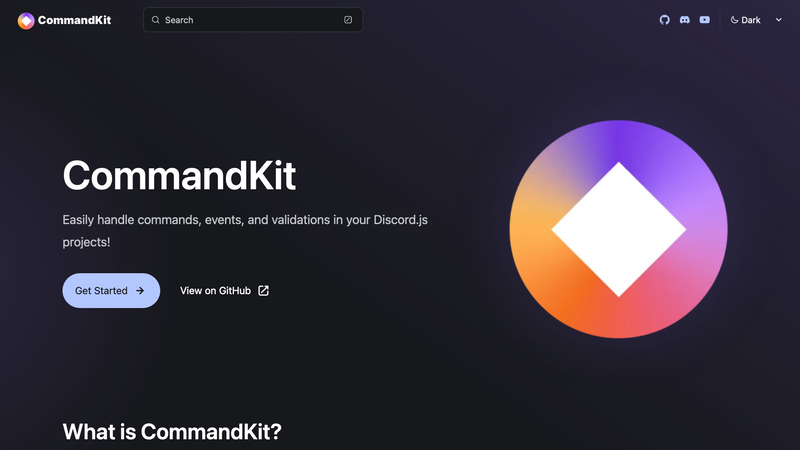 CommandKit
Search
Dark
CommandKit
Easily handle commands, events, and validations in your Discord.js
projects!
Get Started
View on GitHub
What is CommandKit?